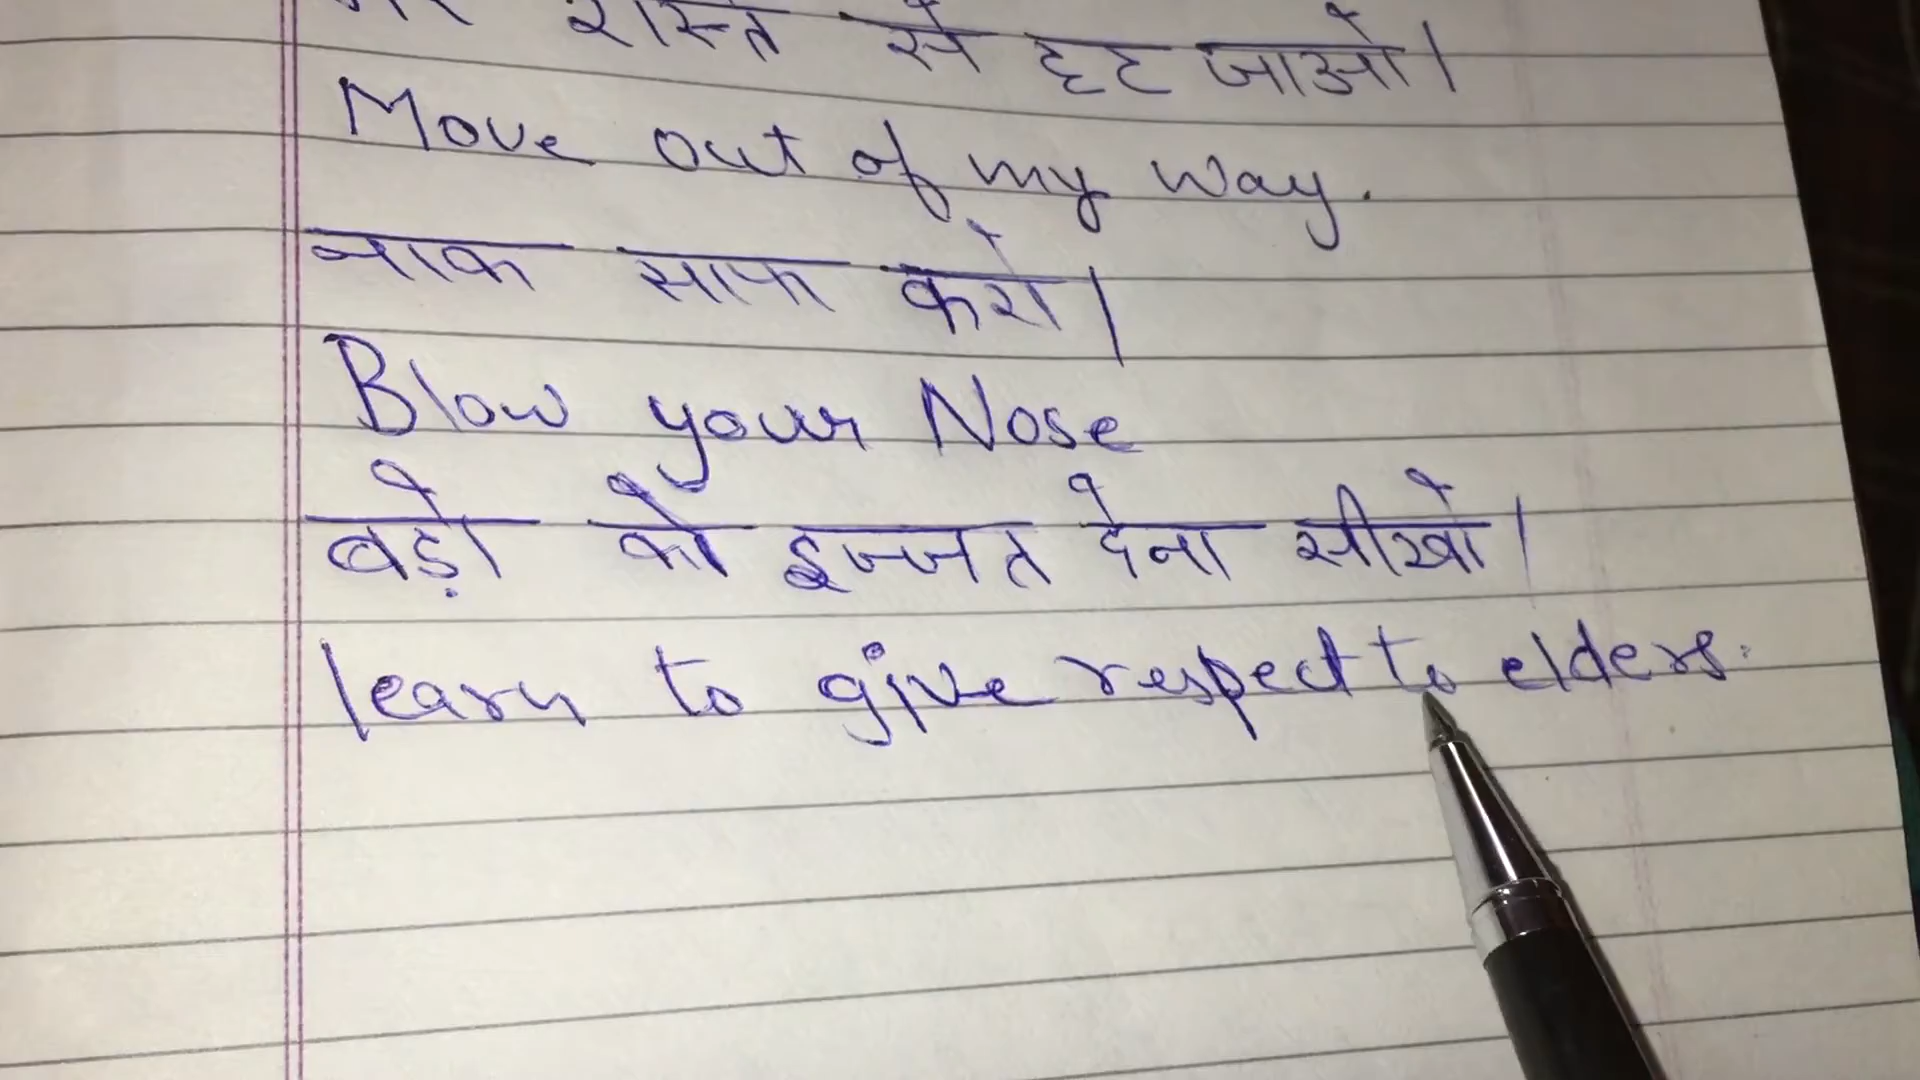 रास्ते से हट जाओ।
Move out of my way.
नाक साफ करो।
Blow your Nose
बड़ो को इज्जत देना सीखो।
learn to give respect to elders.